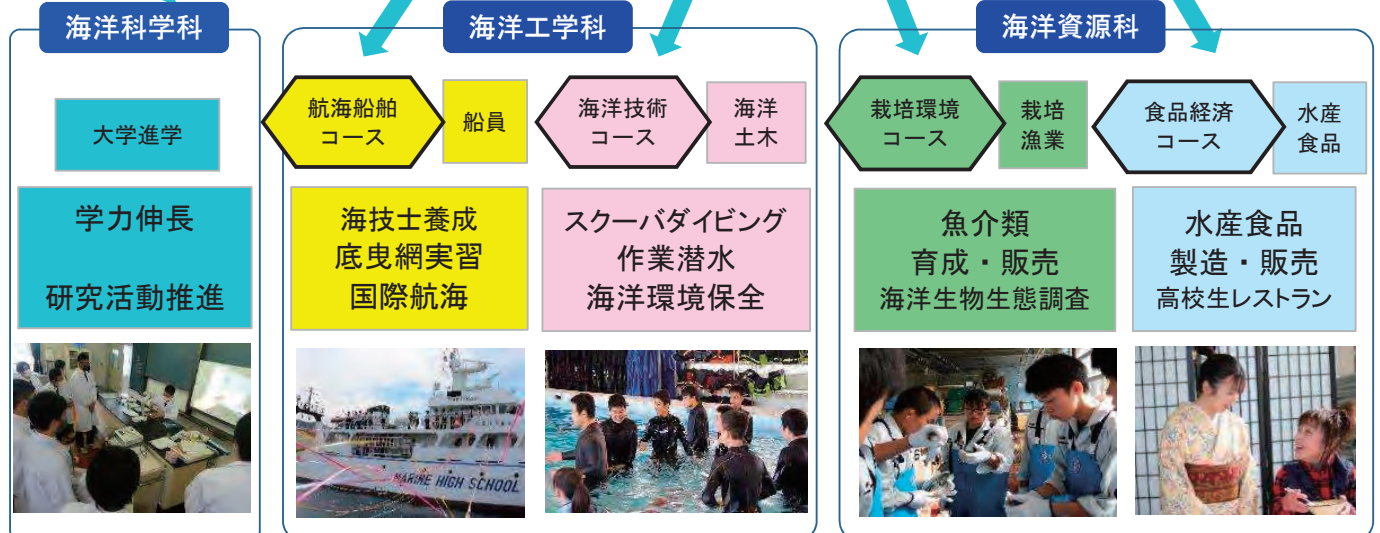 海洋科学科
大学進学
学力伸長
研究活動推進
海洋工学科
航海船舶
コース
船員
海技士養成
底曳網実習
国際航海
海洋技術
コース
海洋
土木
スクーバダイビング
作業潜水
海洋環境保全
MARINE HIGH SCHOOL
海洋資源科
栽培環境
コース
栽培
漁業
魚介類
育成・販売
海洋生物生態調査
食品経済
コース
水産
食品
水産食品
製造・販売
高校生レストラン